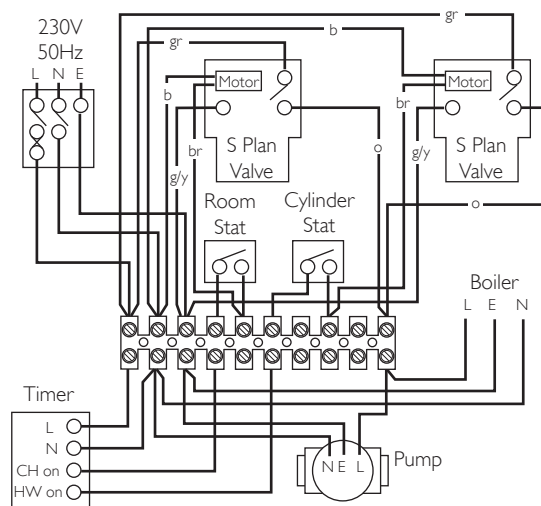 230V
50Hz
L N E
gr
b
gr
b
br
g/y
Motor
S Plan
Valve
o
Motor
br
g/y
S Plan
Valve
o
Room
Stat
Cylinder
Stat
Boiler
L E N
Timer
L
N
CH on
HW on
N E L
Pump